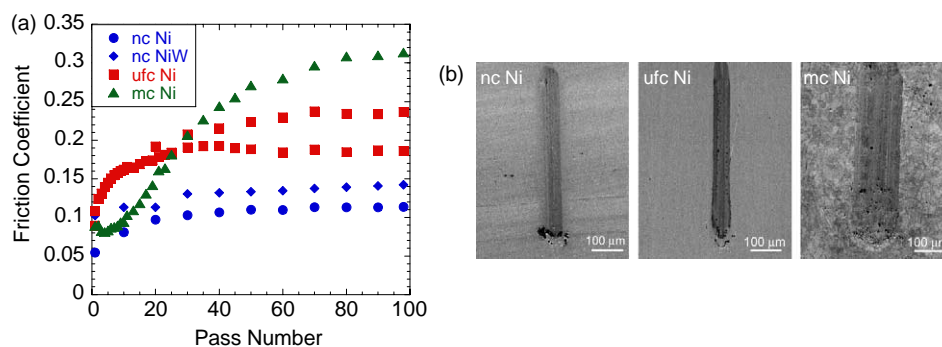 (a)
0.35
0.3
0.25
0.2
0.15
0.1
0.05
0
Friction Coefficient
nc Ni
nc NiW
ufc Ni
mc Ni
0 20 40 60 80 100
Pass Number
(b)
nc Ni
100 µm
ufc Ni
100 µm
mc Ni
100 µm